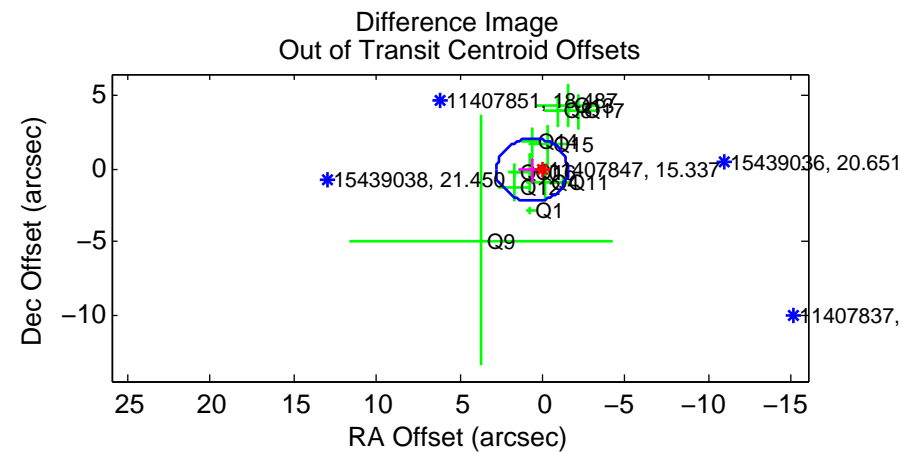 Difference Image
Out of Transit Centroid Offsets
Dec Offset (arcsec)
5
0
−5
−10
11407851, 18.487
Q17
Q14
Q15
11407847, 15.337
15439036, 20.651
15439038, 21.450
Q12
Q11
Q1
Q9
11407837,
25
20
15
10
5
0
−5
−10
−15
RA Offset (arcsec)